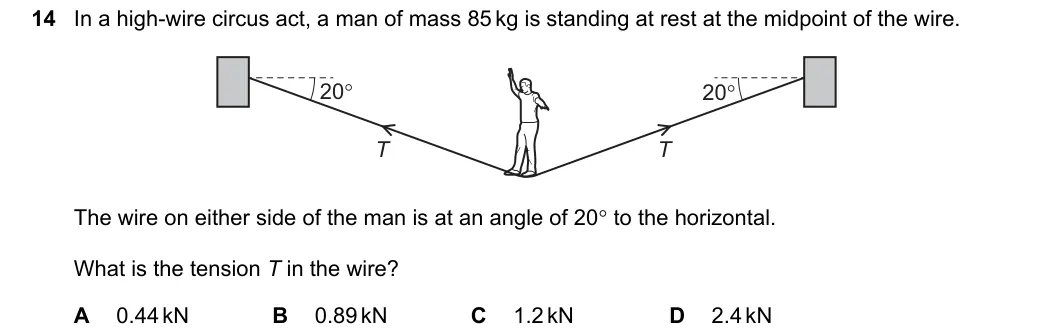 14 In a high-wire circus act, a man of mass 85 kg is standing at rest at the midpoint of the wire.
20° 20°
T T
The wire on either side of the man is at an angle of 20° to the horizontal.
What is the tension T in the wire?
A 0.44 kN B 0.89 kN C 1.2 kN D 2.4 kN